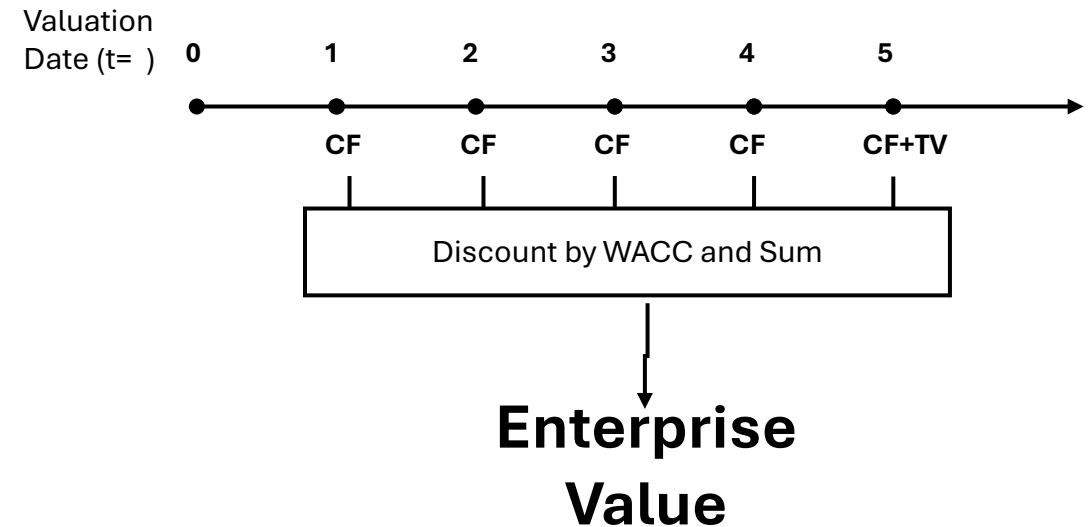 Valuation
Date (t= ) 0 1 2 3 4 5
CF CF CF CF CF+TV
Discount by WACC and Sum
Enterprise
Value